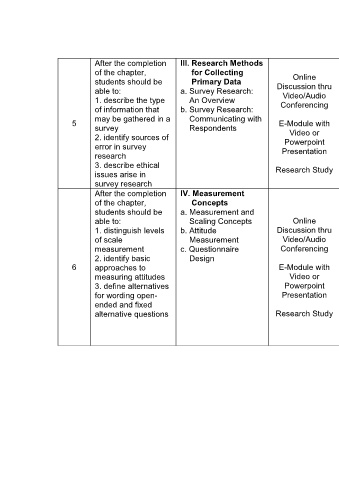 5
After the completion
of the chapter,
students should be
able to:
1. describe the type
of information that
may be gathered in a
survey
2. identify sources of
error in survey
research
3. describe ethical
issues arise in
survey research
III. Research Methods
for Collecting
Primary Data
a. Survey Research:
An Overview
b. Survey Research:
Communicating with
Respondents
Online
Discussion thru
Video/Audio
Conferencing
E-Module with
Video or
Powerpoint
Presentation
Research Study
6
After the completion
of the chapter,
students should be
able to:
1. distinguish levels
of scale
measurement
2. identify basic
approaches to
measuring attitudes
3. define alternatives
for wording open-
ended and fixed
alternative questions
IV. Measurement
Concepts
a. Measurement and
Scaling Concepts
b. Attitude
Measurement
c. Questionnaire
Design
Online
Discussion thru
Video/Audio
Conferencing
E-Module with
Video or
Powerpoint
Presentation
Research Study